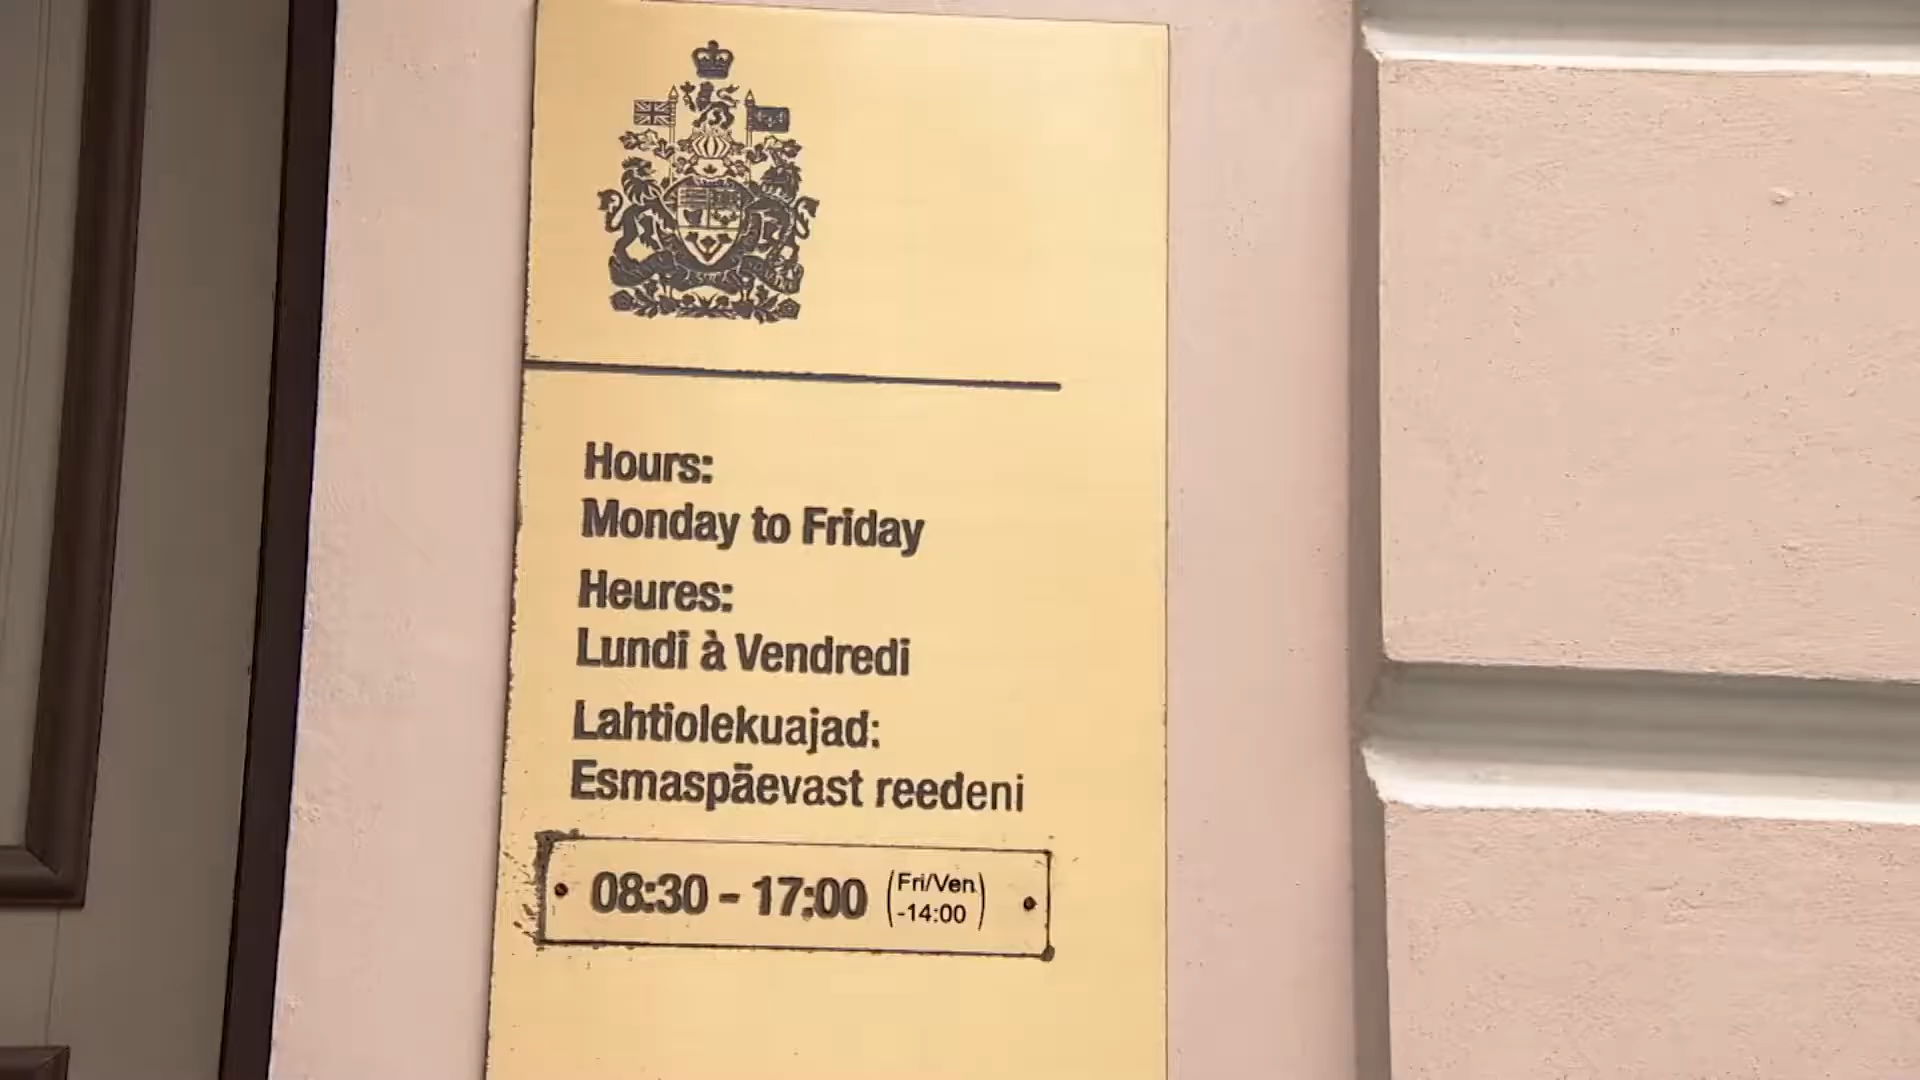 Hours:
Monday to Friday
Heures:
Lundi à Vendredi
Lahtiolekuajad:
Esmaspäevast reedeni
08:30 - 17:00 (Fri/Ven
-14:00)